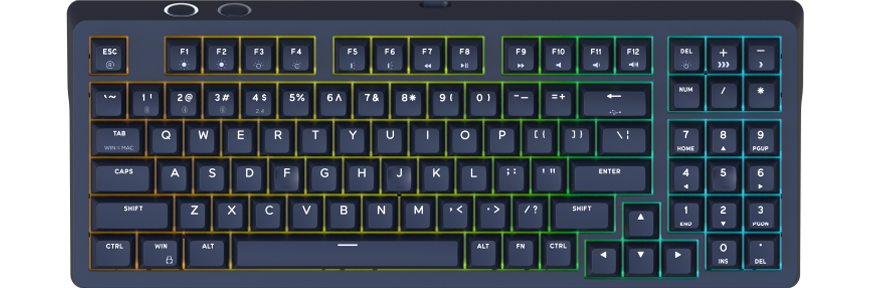 ESC F1 F2 F3 F4 F5 F6 F7 F8 F9 F10 F11 F12 DEL + −
`~ 1! 2@ 3# 4$ 5% 6^ 7& 8* 9( 0) -_ =+ NUM / *
2.4
TAB Q W E R T Y U I O P [{ ]} \| 7 8 9
WIN⇆MAC HOME PGUP
CAPS A S D F G H J K L ;: '" ENTER 4 5 6
SHIFT Z X C V B N M ,< .> /? SHIFT 1 2 3
END PGDN
CTRL WIN ALT ALT FN CTRL 0 .
INS DEL